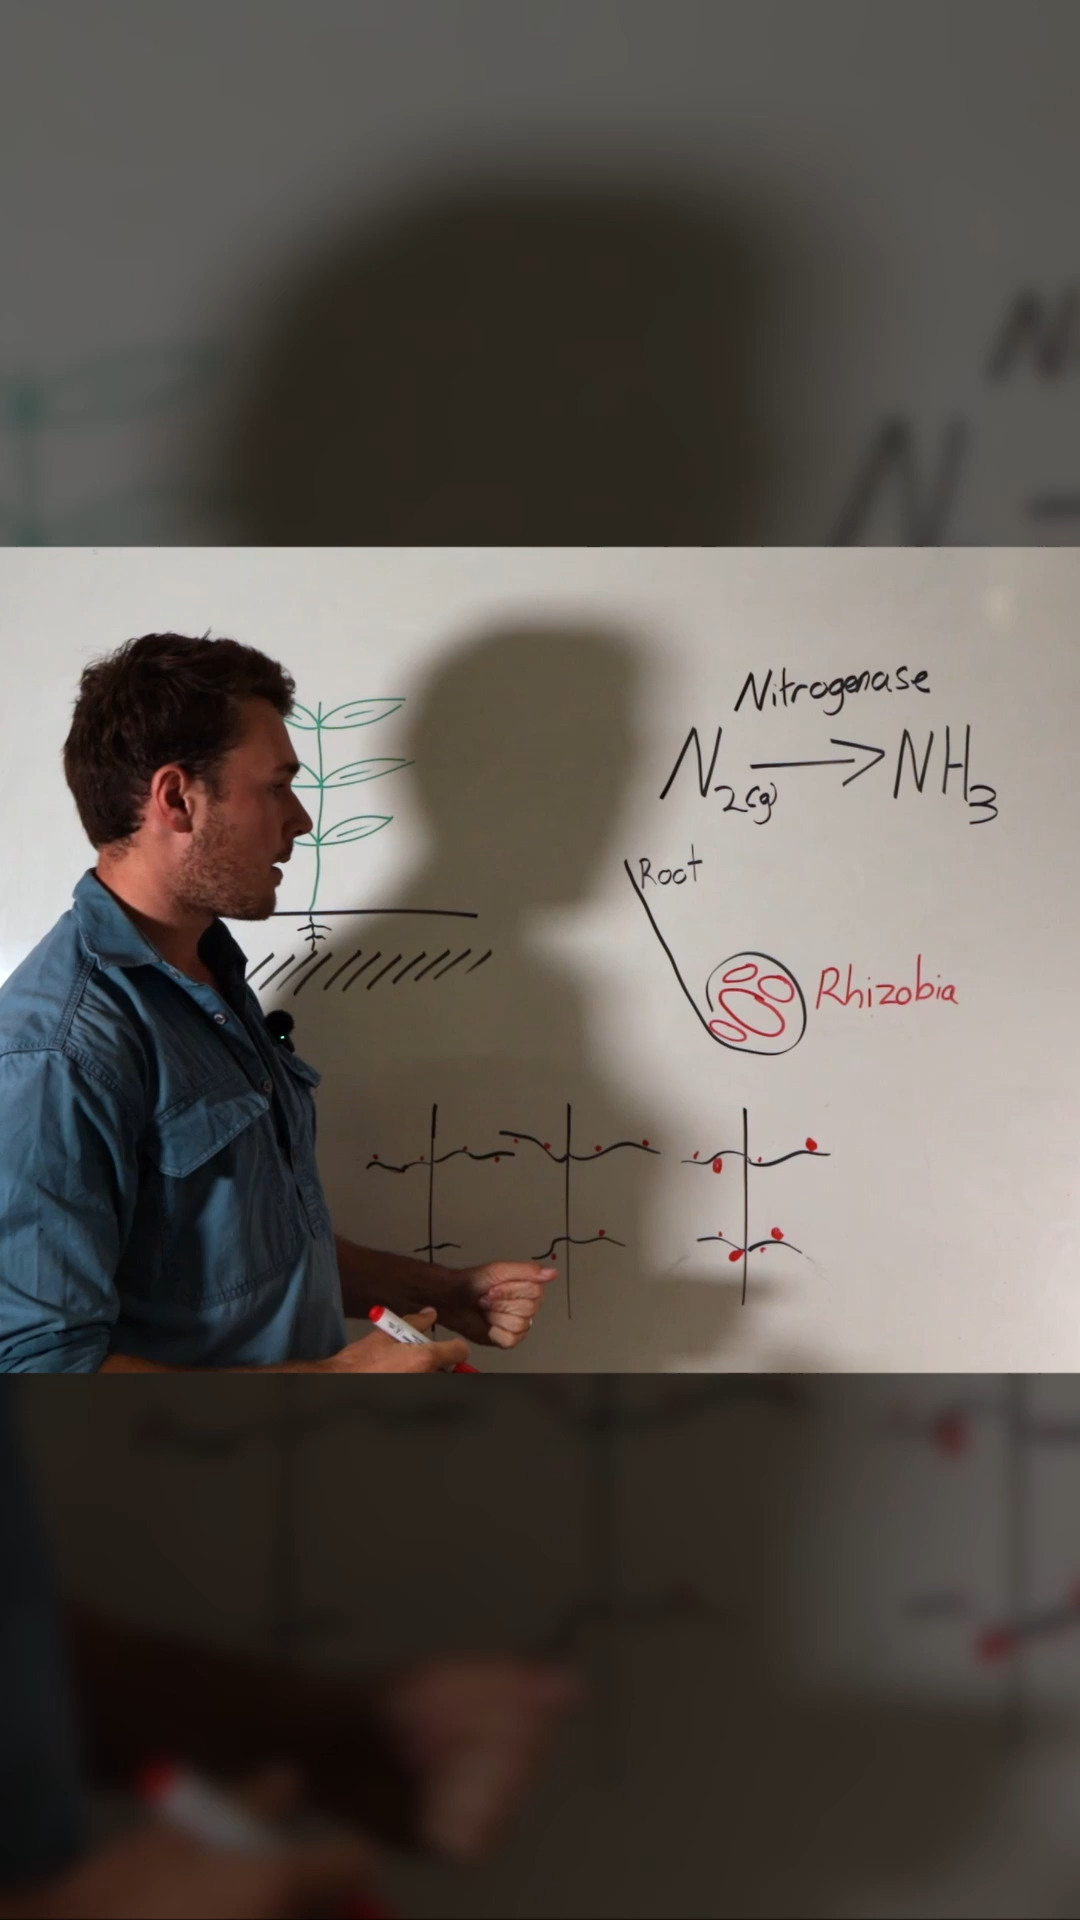 Nitrogenase
N2(g) → NH3
Root
Rhizobia